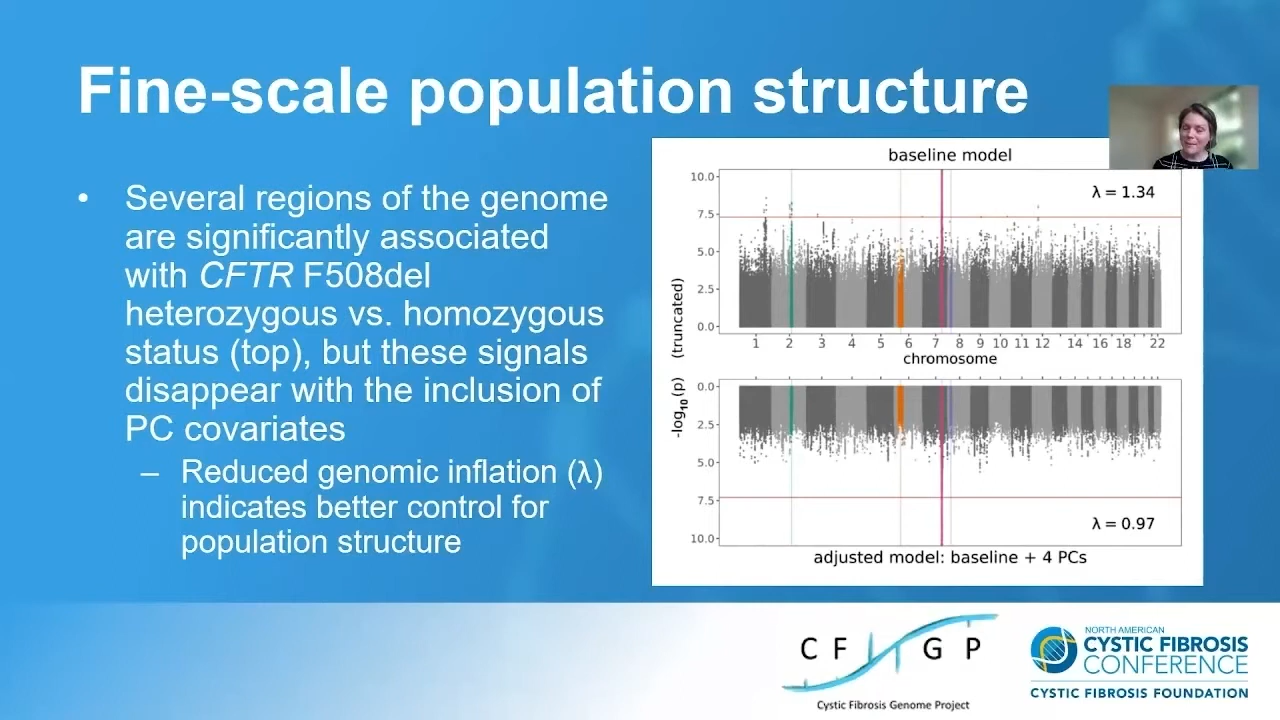 Fine-scale population structure
• Several regions of the genome
are significantly associated
with CFTR F508del
heterozygous vs. homozygous
status (top), but these signals
disappear with the inclusion of
PC covariates
– Reduced genomic inflation (λ)
indicates better control for
population structure
baseline model
λ = 1.34
10.0
7.5
5.0
2.5
0.0
1 2 3 4 5 6 7 8 9 10 11 12 14 16 18 22
chromosome
-log10(p) (truncated)
0.0
2.5
5.0
7.5
10.0
λ = 0.97
adjusted model: baseline + 4 PCs
CFGP
Cystic Fibrosis Genome Project
NORTH AMERICAN
CYSTIC FIBROSIS
CONFERENCE
CYSTIC FIBROSIS FOUNDATION